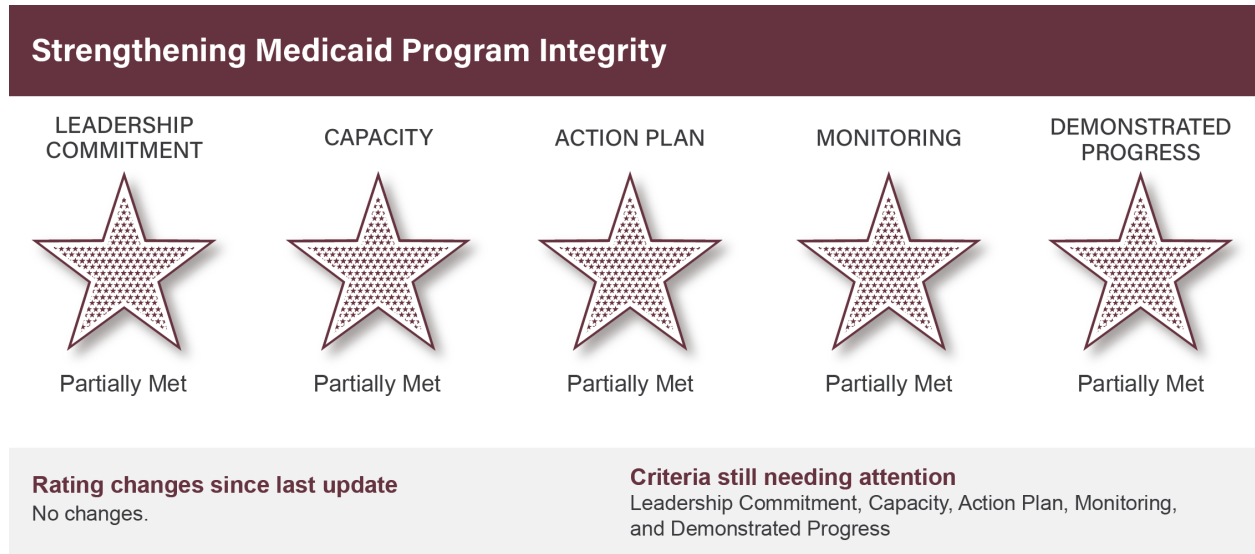 Strengthening Medicaid Program Integrity
LEADERSHIP
COMMITMENT
CAPACITY
ACTION PLAN
MONITORING
DEMONSTRATED
PROGRESS
Partially Met
Partially Met
Partially Met
Partially Met
Partially Met
Rating changes since last update
No changes.
Criteria still needing attention
Leadership Commitment, Capacity, Action Plan, Monitoring,
and Demonstrated Progress